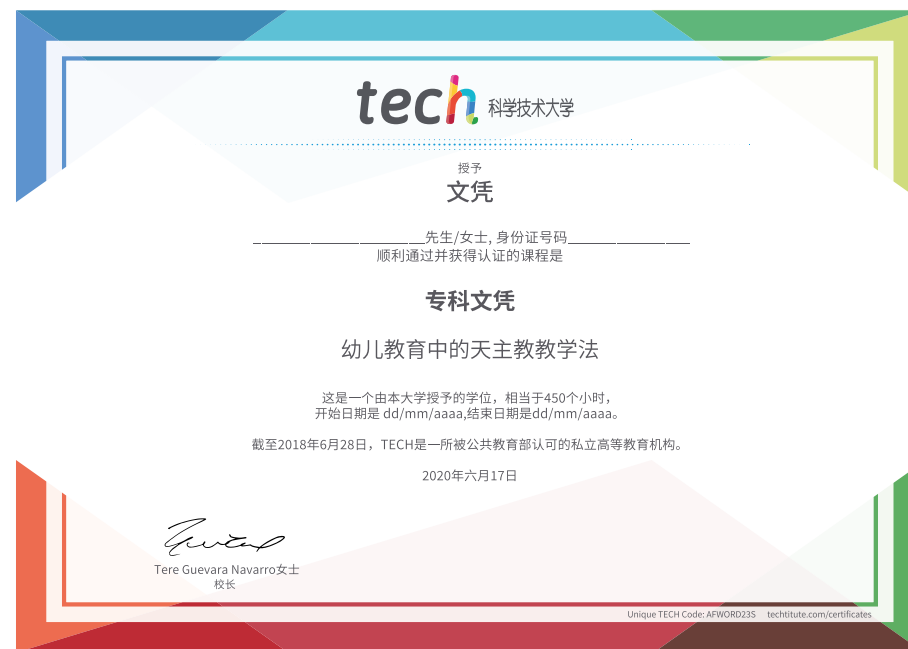 tech 科学技术大学
授予
文凭
_______________________先生/女士, 身份证号码________________
顺利通过并获得认证的课程是
专科文凭
幼儿教育中的天主教教学法
这是一个由本大学授予的学位，相当于450个小时，
开始日期是 dd/mm/aaaa,结束日期是dd/mm/aaaa。
截至2018年6月28日，TECH是一所被公共教育部认可的私立高等教育机构。
2020年六月17日
Tere Guevara Navarro女士
校长
Unique TECH Code: AFWORD23S techtitute.com/certificates